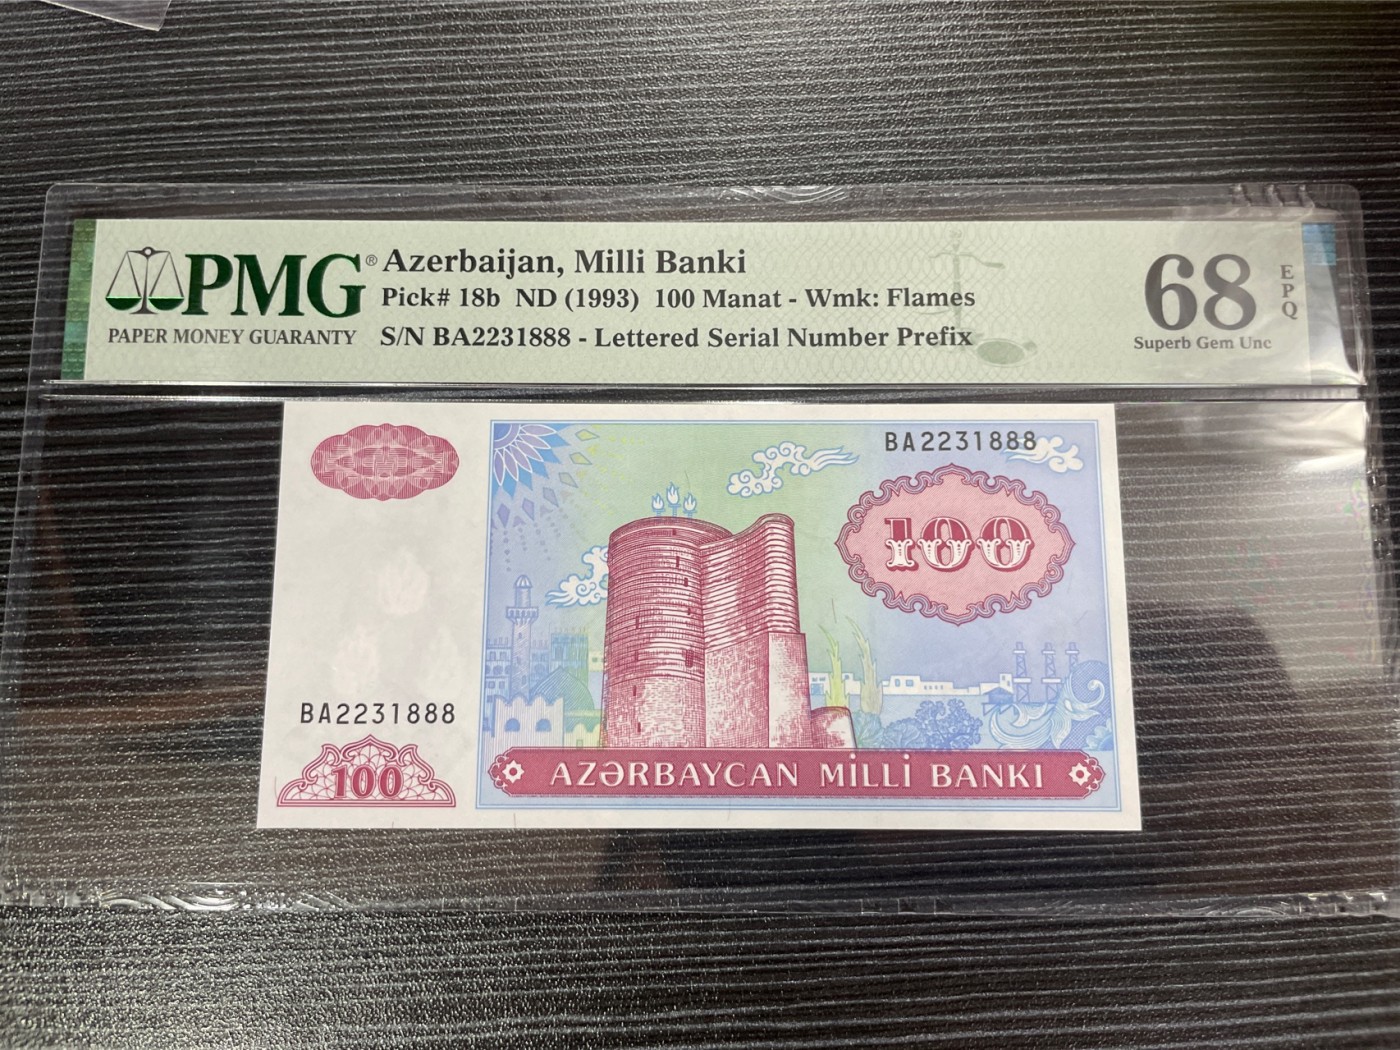 PMG®
PAPER MONEY GUARANTY
Azerbaijan, Milli Banki
Pick# 18b ND (1993) 100 Manat - Wmk: Flames
S/N BA2231888 - Lettered Serial Number Prefix
68
EPQ
Superb Gem Unc
BA2231888
100
BA2231888
100
AZƏRBAYCAN MİLLİ BANKI